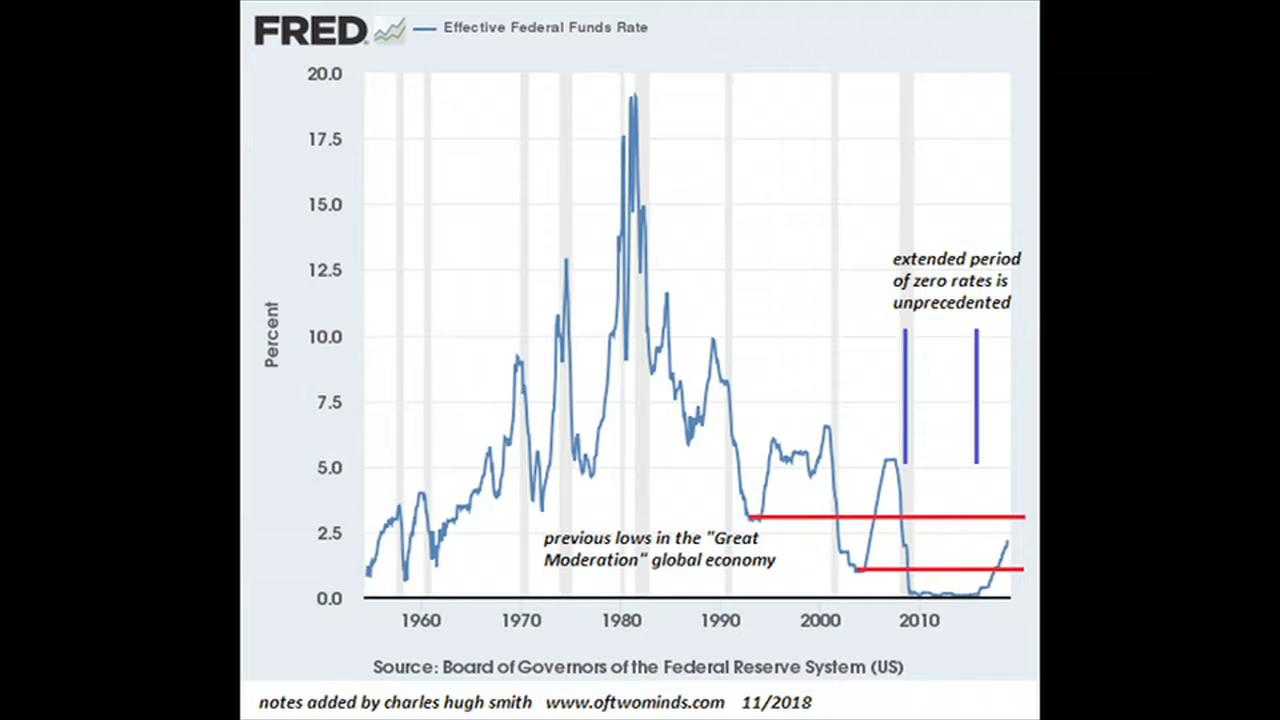 FRED Effective Federal Funds Rate
20.0
17.5
15.0
12.5
10.0
7.5
5.0
2.5
0.0
Percent
extended period
of zero rates is
unprecedented
previous lows in the "Great
Moderation" global economy
1960 1970 1980 1990 2000 2010
Source: Board of Governors of the Federal Reserve System (US)
notes added by charles hugh smith www.oftwominds.com 11/2018